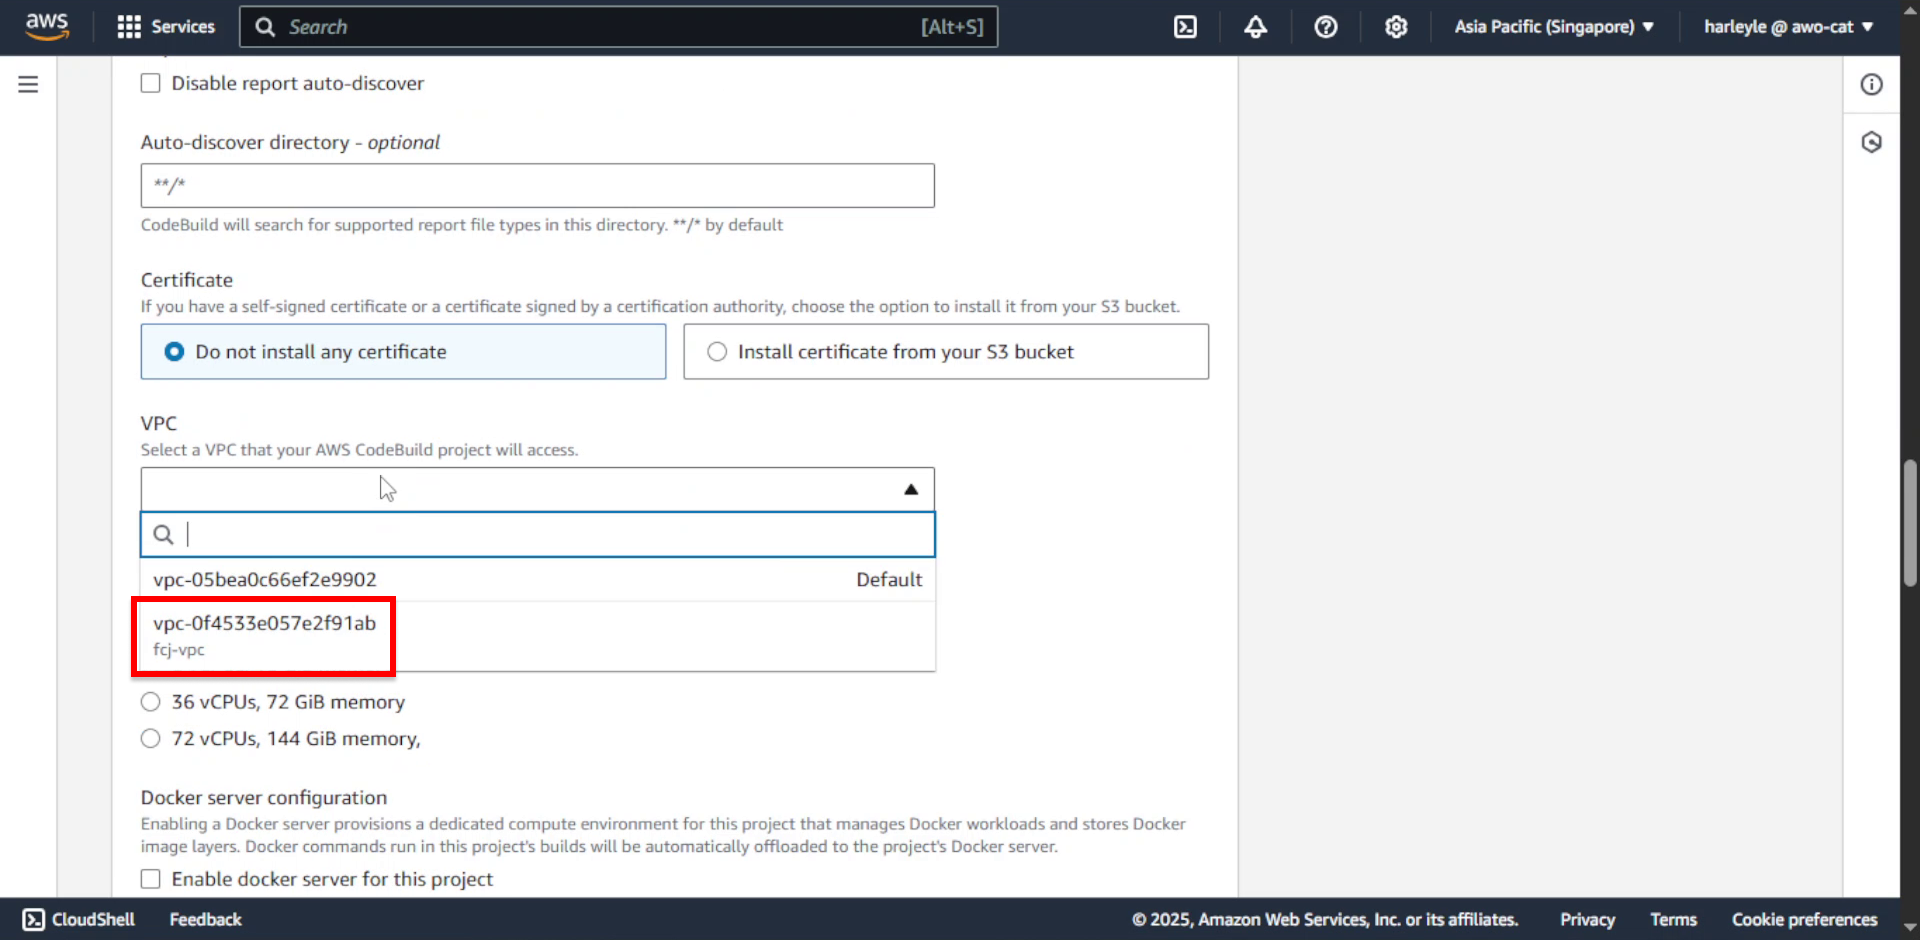 aws
Services
Search
[Alt+S]
Asia Pacific (Singapore) ▼
harleyle @ awo-cat ▼
Disable report auto-discover
Auto-discover directory - optional
**/*
CodeBuild will search for supported report file types in this directory. **/* by default
Certificate
If you have a self-signed certificate or a certificate signed by a certification authority, choose the option to install it from your S3 bucket.
Do not install any certificate
Install certificate from your S3 bucket
VPC
Select a VPC that your AWS CodeBuild project will access.
vpc-05bea0c66ef2e9902
Default
vpc-0f4533e057e2f91ab
fcj-vpc
36 vCPUs, 72 GiB memory
72 vCPUs, 144 GiB memory,
Docker server configuration
Enabling a Docker server provisions a dedicated compute environment for this project that manages Docker workloads and stores Docker
image layers. Docker commands run in this project's builds will be automatically offloaded to the project's Docker server.
Enable docker server for this project
CloudShell
Feedback
© 2025, Amazon Web Services, Inc. or its affiliates.
Privacy
Terms
Cookie preferences